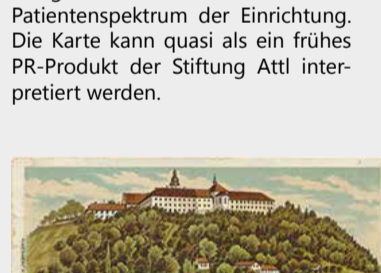 Patientenspektrum der Einrichtung.
Die Karte kann quasi als ein frühes
PR-Produkt der Stiftung Attl inter-
pretiert werden.